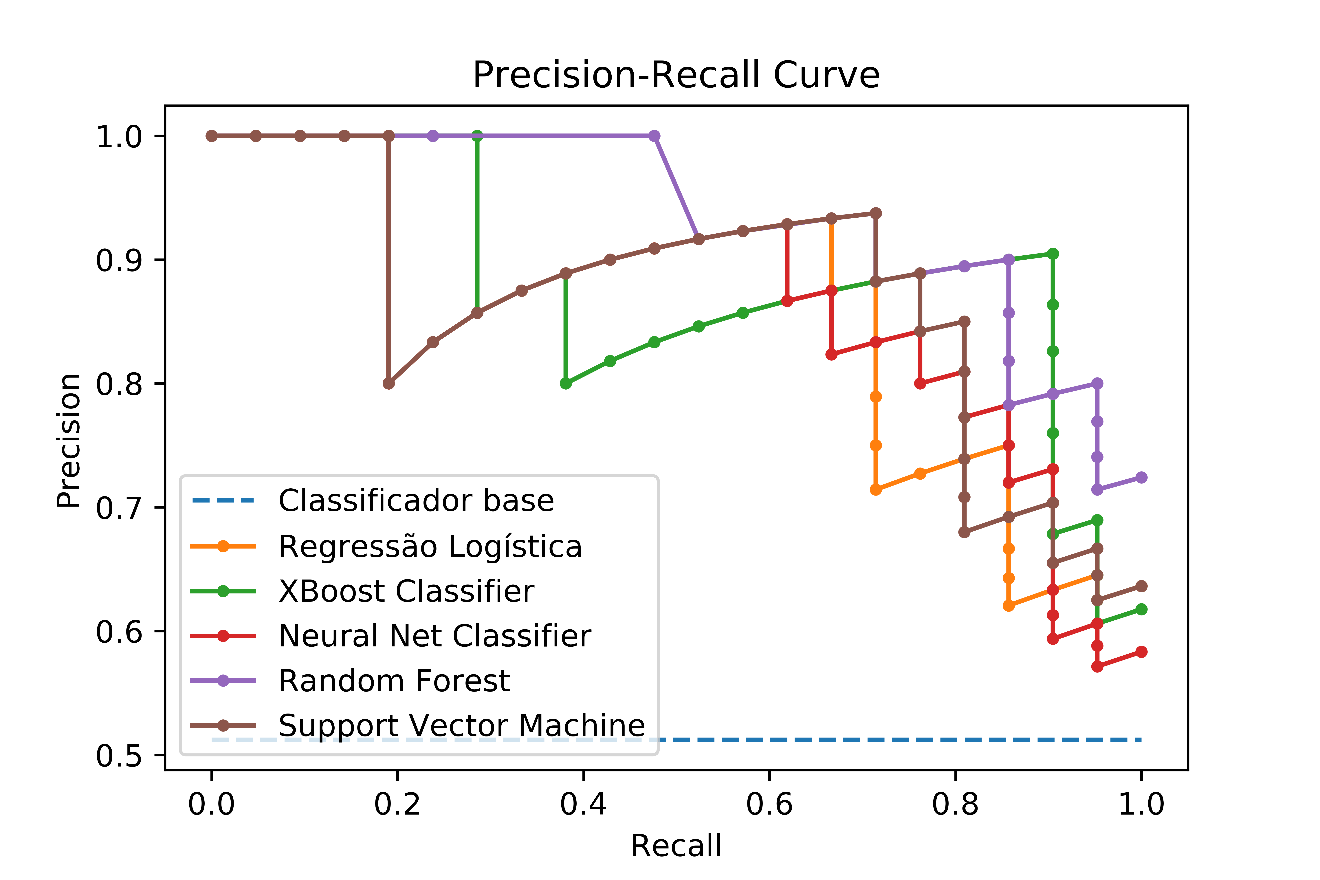 Precision-Recall Curve
Precision
1.0
0.9
0.8
0.7
0.6
0.5
Classificador base
Regressão Logística
XBoost Classifier
Neural Net Classifier
Random Forest
Support Vector Machine
0.0 0.2 0.4 0.6 0.8 1.0
Recall